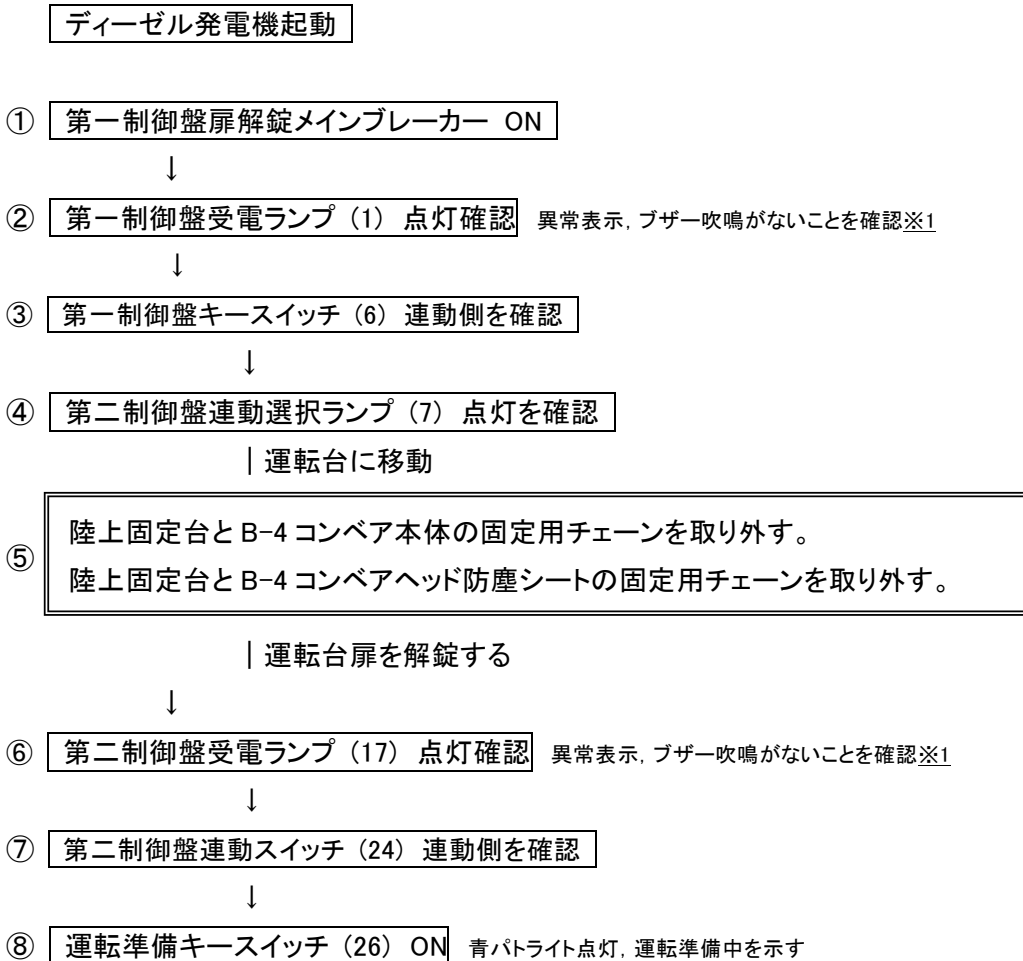 ディーゼル発電機起動
① 第一制御盤扉解錠メインブレーカー ON
↓
② 第一制御盤受電ランプ (1) 点灯確認 異常表示, ブザー吹鳴がないことを確認※1
↓
③ 第一制御盤キースイッチ (6) 連動側を確認
↓
④ 第二制御盤連動選択ランプ (7) 点灯を確認
|運転台に移動
⑤ 陸上固定台と B-4 コンベア本体の固定用チェーンを取り外す。
陸上固定台と B-4 コンベアヘッド防塵シートの固定用チェーンを取り外す。
|運転台扉を解錠する
↓
⑥ 第二制御盤受電ランプ (17) 点灯確認 異常表示, ブザー吹鳴がないことを確認※1
↓
⑦ 第二制御盤連動スイッチ (24) 連動側を確認
↓
⑧ 運転準備キースイッチ (26) ON 青パトライト点灯, 運転準備中を示す